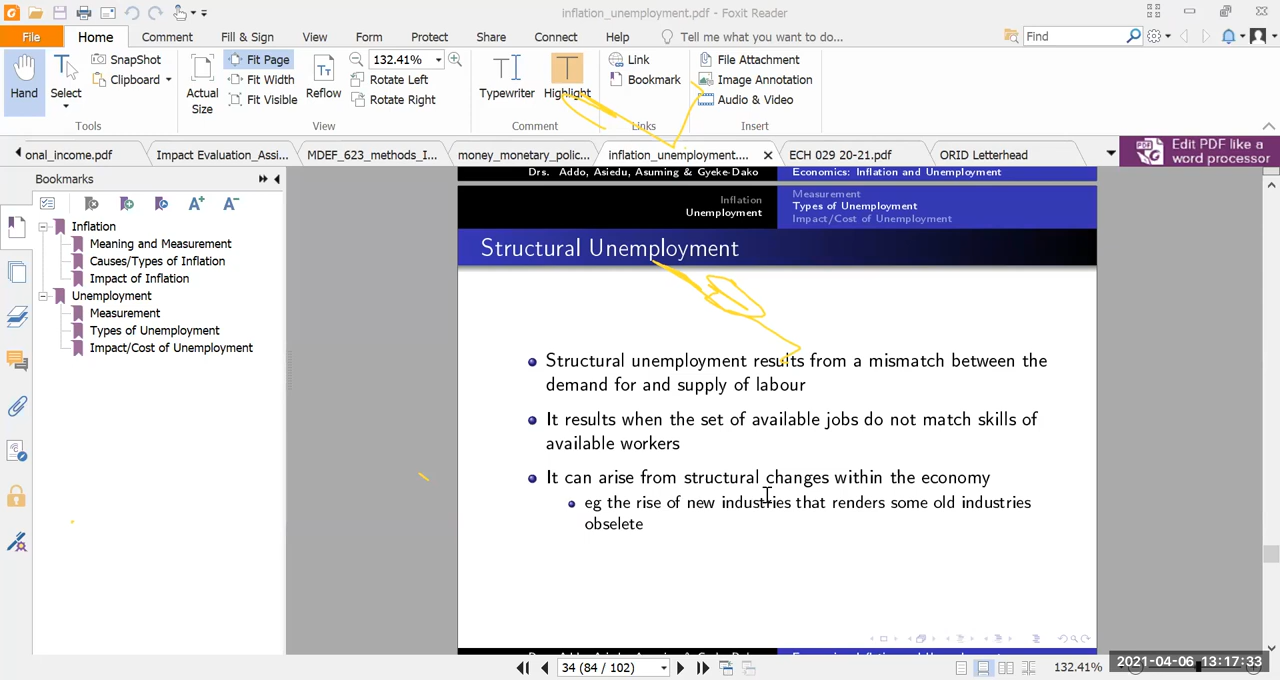 inflation_unemployment.pdf - Foxit Reader
File Home Comment Fill & Sign View Form Protect Share Connect Help Tell me what you want to do... Find
Hand
Select
SnapShot
Clipboard
Tools
Actual
Size
Fit Page
Fit Width
Fit Visible
Reflow
132.41%
Rotate Left
Rotate Right
View
Typewriter
Highlight
Comment
Link
Bookmark
Links
File Attachment
Image Annotation
Audio & Video
Insert
onal_income.pdf Impact Evaluation_Assi... MDEF_623_methods_I... money_monetary_polic... inflation_unemployment.... ECH 029 20-21.pdf ORID Letterhead
Edit PDF like a
word processor
Bookmarks
Inflation
Meaning and Measurement
Causes/Types of Inflation
Impact of Inflation
Unemployment
Measurement
Types of Unemployment
Impact/Cost of Unemployment
Drs. Addo, Asiedu, Asuming & Gyeke-Dako Economics: Inflation and Unemployment
Inflation
Unemployment
Measurement
Types of Unemployment
Impact/Cost of Unemployment
Structural Unemployment
Structural unemployment results from a mismatch between the
demand for and supply of labour
It results when the set of available jobs do not match skills of
available workers
It can arise from structural changes within the economy
eg the rise of new industries that renders some old industries
obselete
34 (84 / 102) 132.41%
2021-04-06 13:17:33